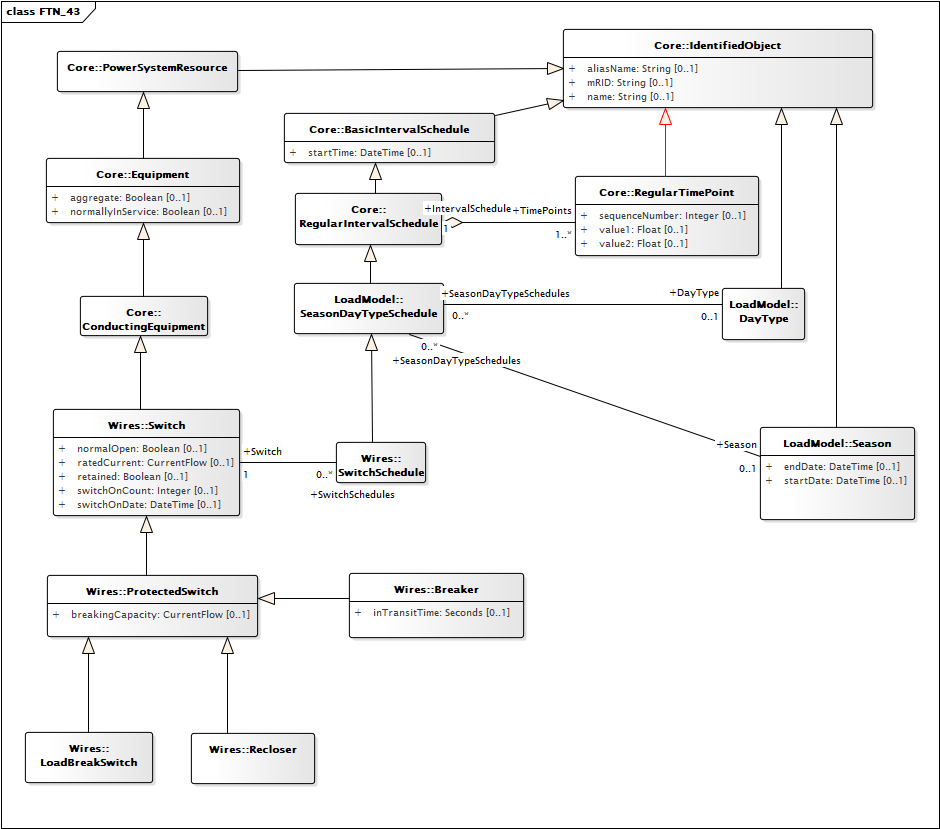 class FTN_43
Core::PowerSystemResource
Core::IdentifiedObject
+ aliasName: String [0..1]
+ mRID: String [0..1]
+ name: String [0..1]
Core::BasicIntervalSchedule
+ startTime: DateTime [0..1]
Core::Equipment
+ aggregate: Boolean [0..1]
+ normallyInService: Boolean [0..1]
Core::
RegularIntervalSchedule
+IntervalSchedule
1
+TimePoints
1..*
Core::RegularTimePoint
+ sequenceNumber: Integer [0..1]
+ value1: Float [0..1]
+ value2: Float [0..1]
Core::
ConductingEquipment
LoadModel::
SeasonDayTypeSchedule
+SeasonDayTypeSchedules
0..*
+DayType
0..1
LoadModel::
DayType
0..*
+SeasonDayTypeSchedules
Wires::Switch
+ normalOpen: Boolean [0..1]
+ ratedCurrent: CurrentFlow [0..1]
+ retained: Boolean [0..1]
+ switchOnCount: Integer [0..1]
+ switchOnDate: DateTime [0..1]
+Switch
1
0..*
+SwitchSchedules
Wires::
SwitchSchedule
+Season
0..1
LoadModel::Season
+ endDate: DateTime [0..1]
+ startDate: DateTime [0..1]
Wires::ProtectedSwitch
+ breakingCapacity: CurrentFlow [0..1]
Wires::Breaker
+ inTransitTime: Seconds [0..1]
Wires::
LoadBreakSwitch
Wires::Recloser